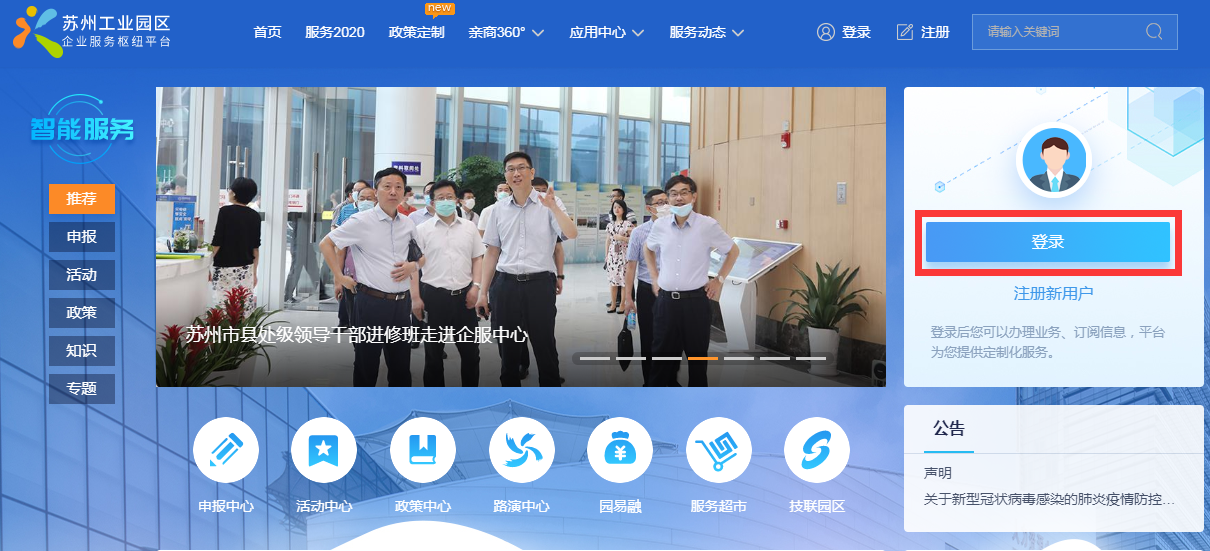 new
苏州工业园区
企业服务枢纽平台
首页 服务2020 政策定制 亲商360° 应用中心 服务动态 登录 注册 请输入关键词
智能服务
推荐
申报
活动
政策
知识
专题
苏州市县处级领导干部进修班走进企服中心
登录
注册新用户
登录后您可以办理业务、订阅信息，平台
为您提供定制化服务。
公告
声明
关于新型冠状病毒感染的肺炎疫情防控...
申报中心 活动中心 政策中心 路演中心 园易融 服务超市 技联园区